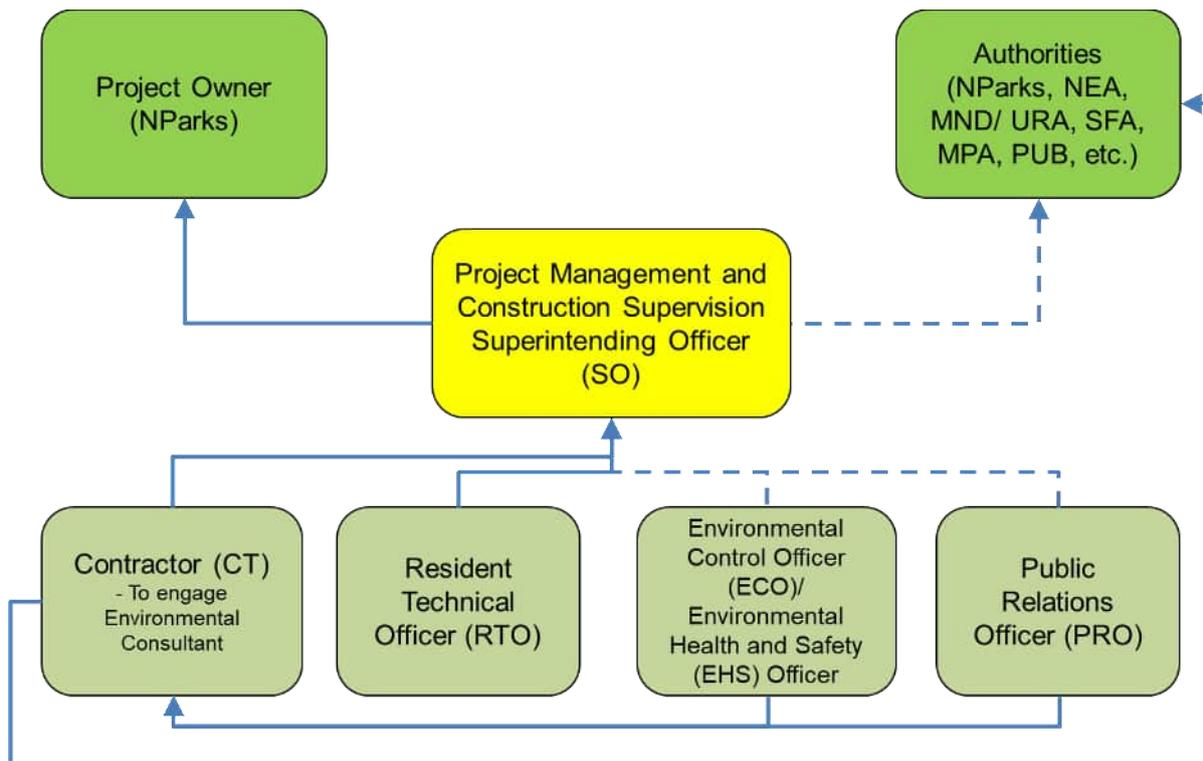 Project Owner
(NParks)
Authorities
(NParks, NEA,
MND/ URA, SFA,
MPA, PUB, etc.)
Project Management and
Construction Supervision
Superintending Officer
(SO)
Contractor (CT)
- To engage
Environmental
Consultant
Resident
Technical
Officer (RTO)
Environmental
Control Officer
(ECO)/
Environmental
Health and Safety
(EHS) Officer
Public
Relations
Officer (PRO)